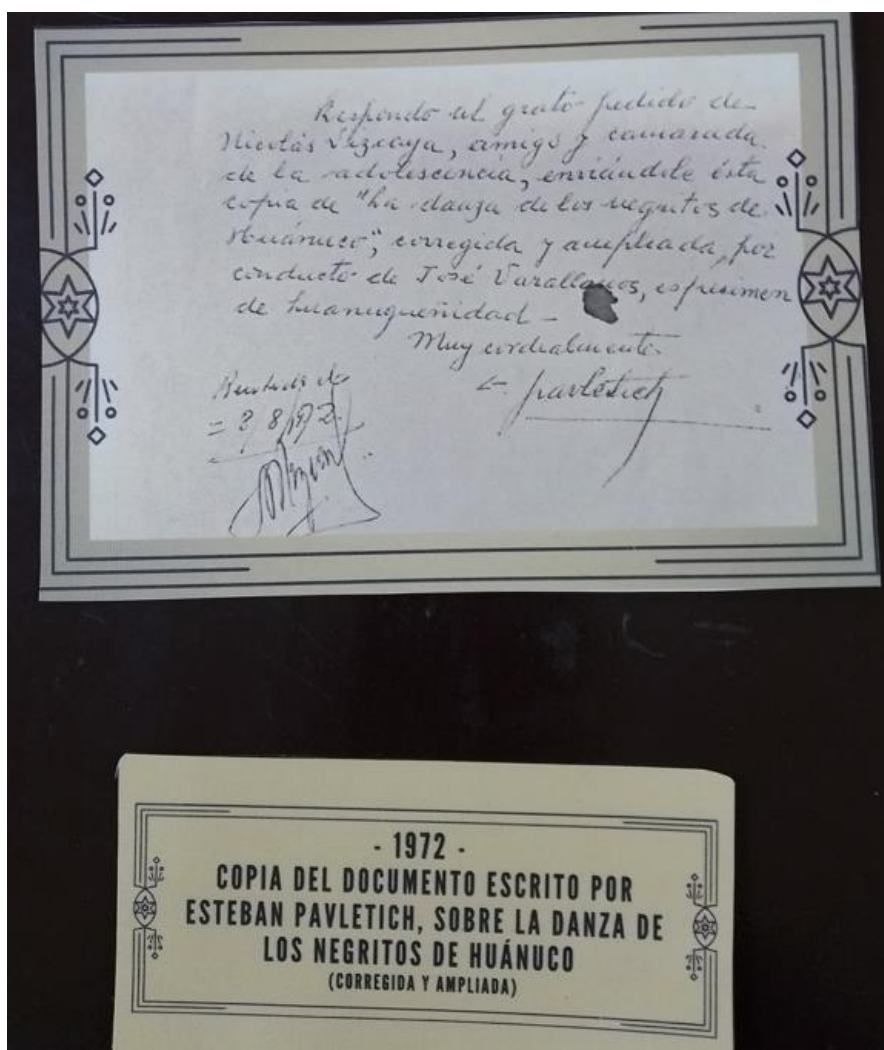 Respondo al grato pedido de
Nicolás Vizcaya, amigo y camarada
de la adolescencia, enviándole ésta
copia de "La danza de los negritos de
Huánuco", corregida y ampliada, por
conducto de José Varallanos, espécimen
de huanuqueñidad -
Muy cordialmente
Pavletich
8/1972
- 1972 -
COPIA DEL DOCUMENTO ESCRITO POR
ESTEBAN PAVLETICH, SOBRE LA DANZA DE
LOS NEGRITOS DE HUÁNUCO
(CORREGIDA Y AMPLIADA)